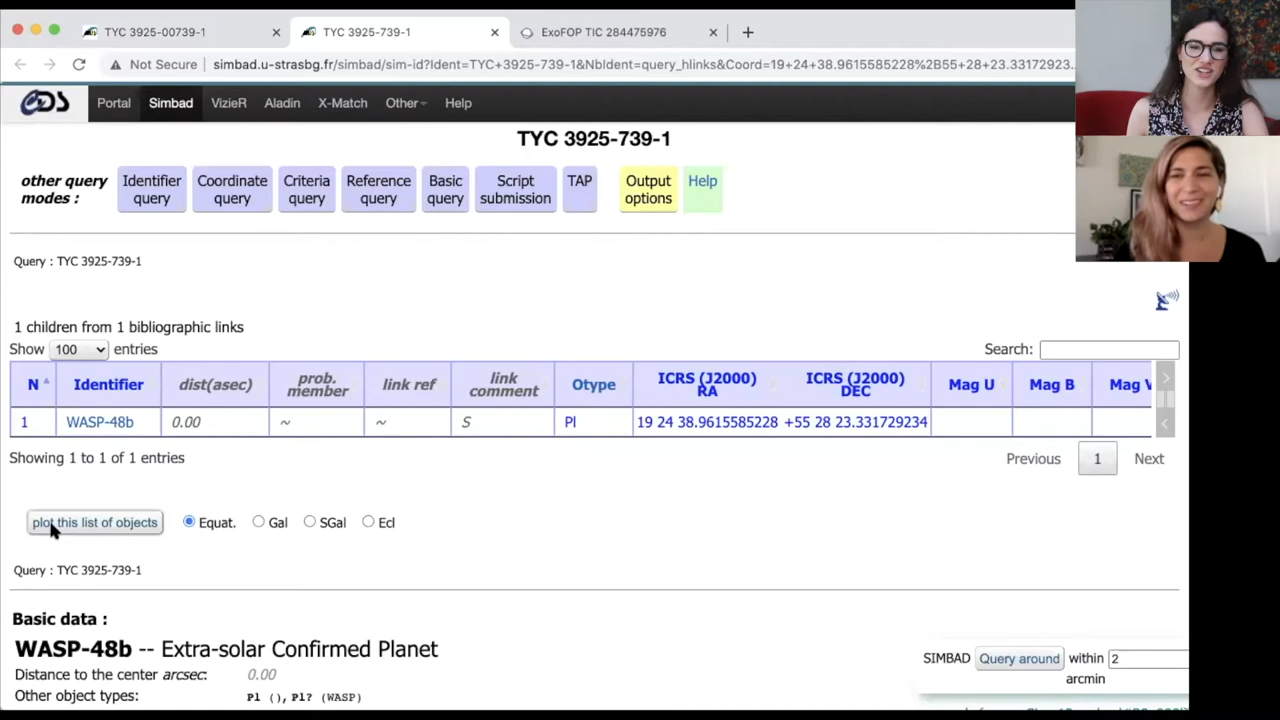 TYC 3925-00739-1
TYC 3925-739-1
ExoFOP TIC 284475976
Not Secure
simbad.u-strasbg.fr/simbad/sim-id?Ident=TYC+3925-739-1&NbIdent=query_hlinks&Coord=19+24+38.9615585228%2B55+28+23.33172923...
CDS
Portal
Simbad
VizieR
Aladin
X-Match
Other
Help
TYC 3925-739-1
other query modes :
Identifier query
Coordinate query
Criteria query
Reference query
Basic query
Script submission
TAP
Output options
Help
Query : TYC 3925-739-1
1 children from 1 bibliographic links
Show 100 entries
Search:
N Identifier dist(asec) prob. member link ref link comment Otype ICRS (J2000) RA ICRS (J2000) DEC Mag U Mag B Mag V
1 WASP-48b 0.00 ~ ~ S Pl 19 24 38.9615585228 +55 28 23.331729234
Showing 1 to 1 of 1 entries
Previous 1 Next
plot this list of objects Equat. Gal SGal Ecl
Query : TYC 3925-739-1
Basic data :
WASP-48b -- Extra-solar Confirmed Planet
Distance to the center arcsec: 0.00
Other object types: Pl (), Pl? (WASP)
SIMBAD Query around within 2
arcmin